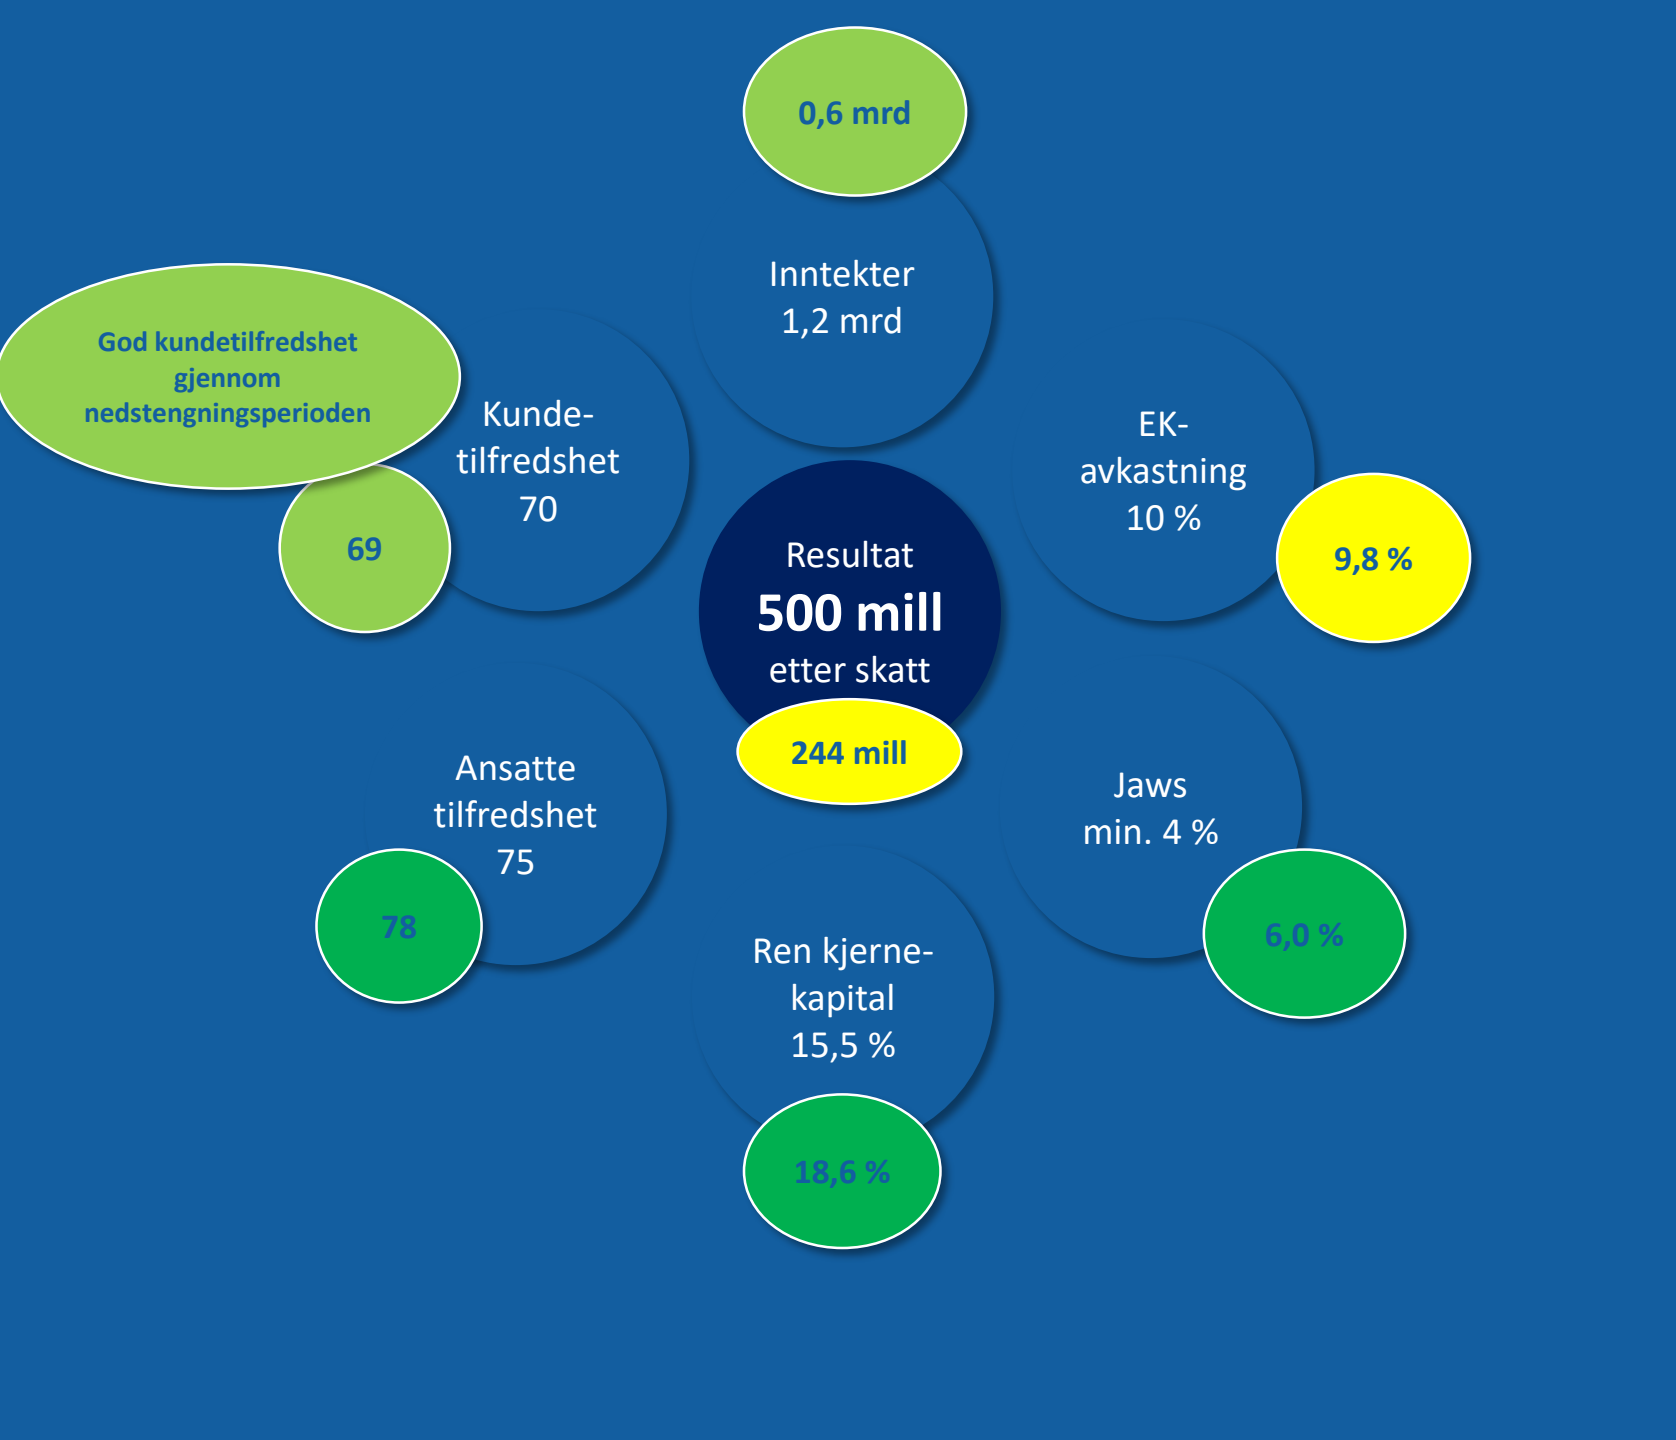 0,6 mrd
Inntekter
1,2 mrd
God kundetilfredshet
gjennom
nedstengningsperioden
Kunde-
tilfredshet
70
69
EK-
avkastning
10 %
9,8 %
Resultat
500 mill
etter skatt
244 mill
Ansatte
tilfredshet
75
78
Jaws
min. 4 %
6,0 %
Ren kjerne-
kapital
15,5 %
18,6 %